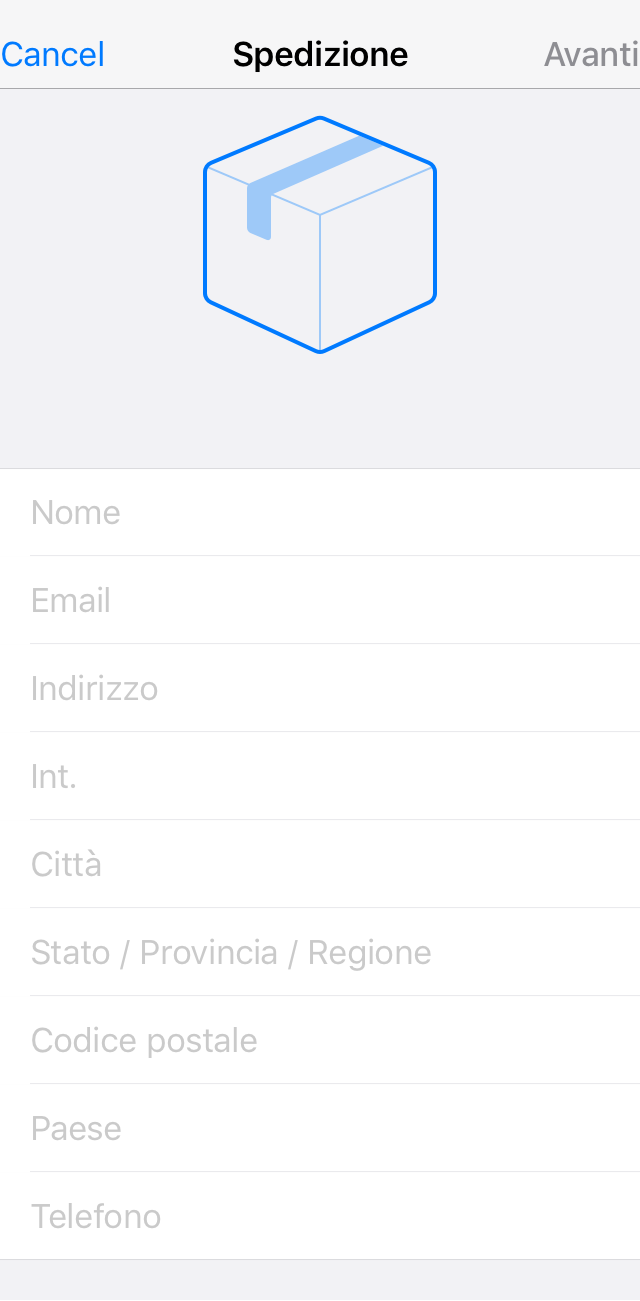 Cancel Spedizione Avanti
Nome
Email
Indirizzo
Int.
Città
Stato / Provincia / Regione
Codice postale
Paese
Telefono